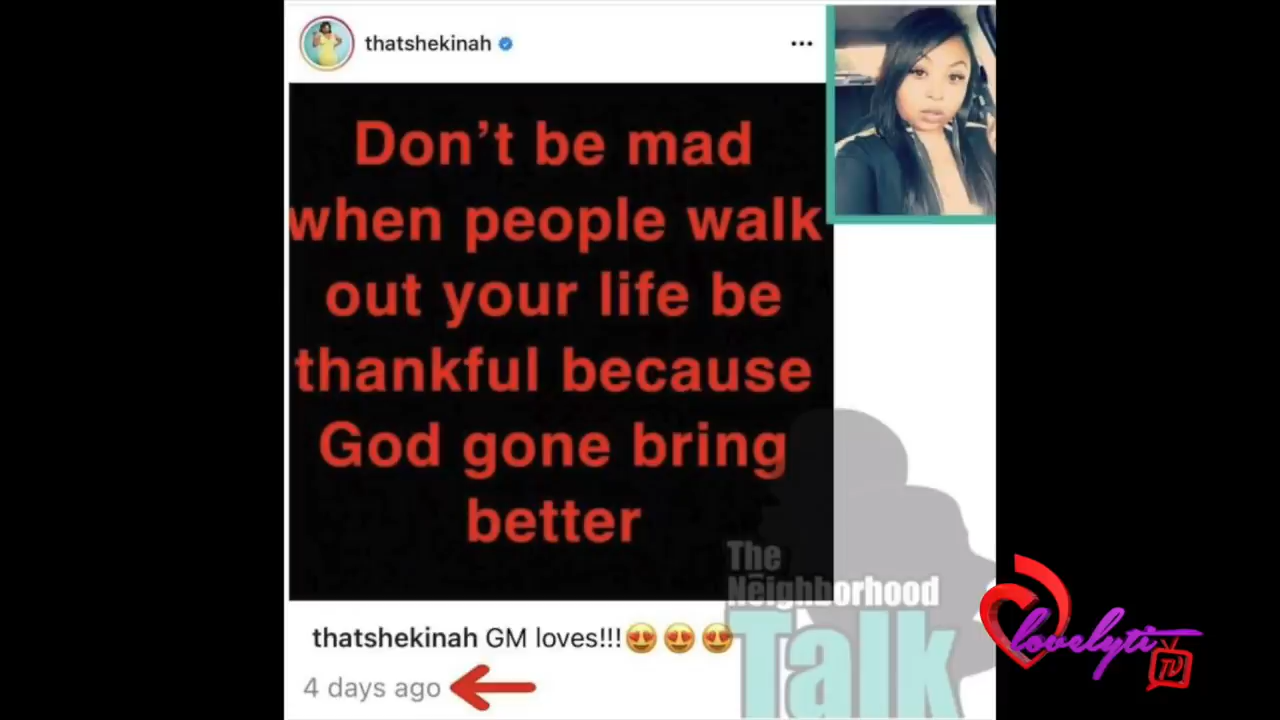 thatshekinah
Don't be mad
when people walk
out your life be
thankful because
God gone bring
better
thatshekinah GM loves!!!😍😍😍
4 days ago
The
Neighborhood
Talk
lovelyti
TV